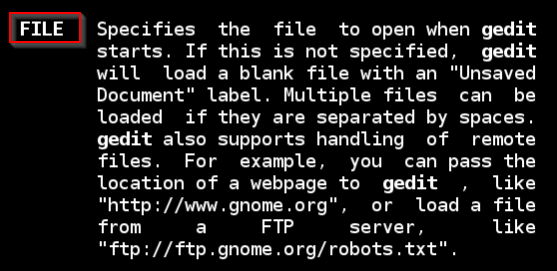 FILE Specifies the file to open when gedit
starts. If this is not specified, gedit
will load a blank file with an "Unsaved
Document" label. Multiple files can be
loaded if they are separated by spaces.
gedit also supports handling of remote
files. For example, you can pass the
location of a webpage to gedit , like
"http://www.gnome.org", or load a file
from a FTP server, like
"ftp://ftp.gnome.org/robots.txt".